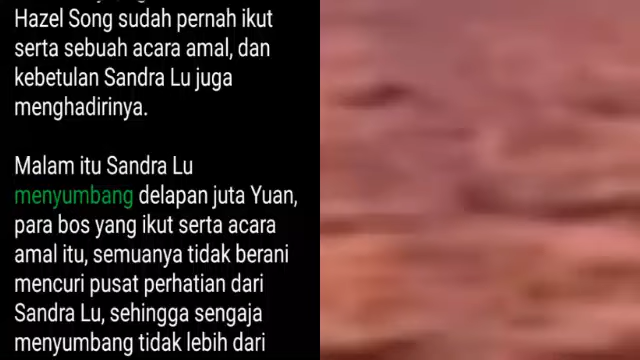 Hazel Song sudah pernah ikut
serta sebuah acara amal, dan
kebetulan Sandra Lu juga
menghadirinya.
Malam itu Sandra Lu
menyumbang delapan juta Yuan,
para bos yang ikut serta acara
amal itu, semuanya tidak berani
mencuri pusat perhatian dari
Sandra Lu, sehingga sengaja
menyumbang tidak lebih dari